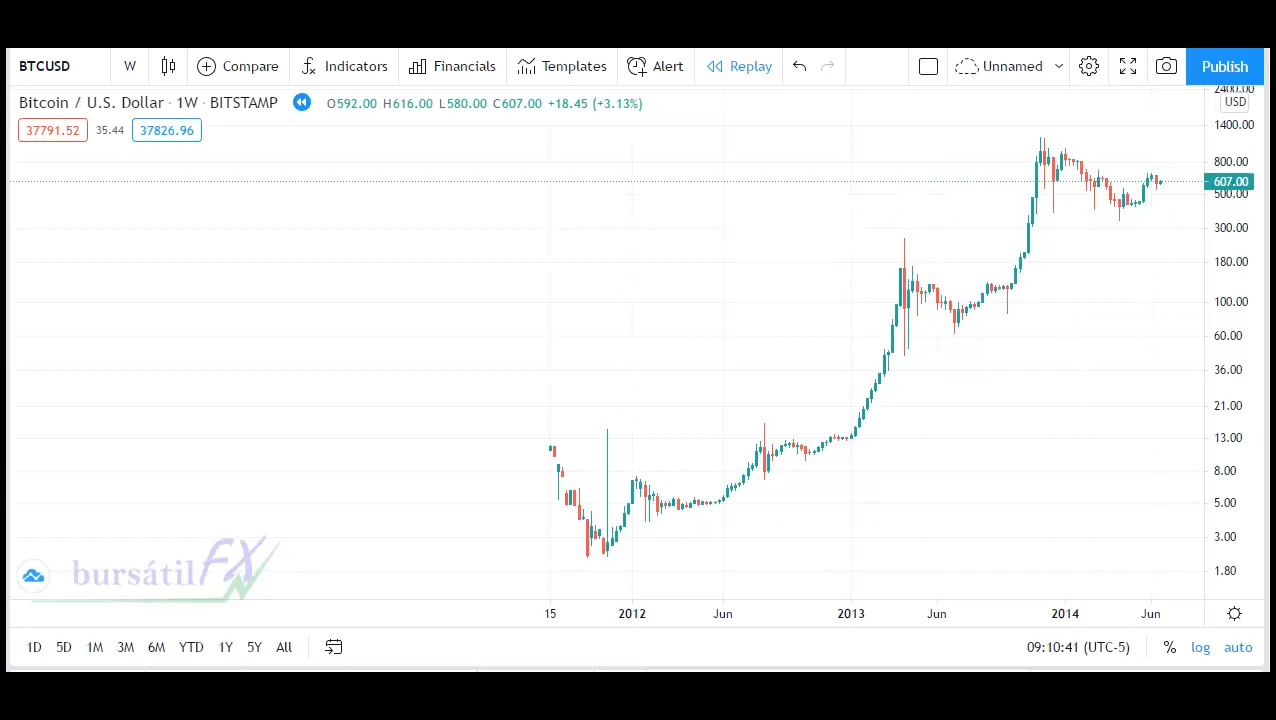 BTCUSD W Compare Indicators Financials Templates Alert Replay Unnamed Publish
Bitcoin / U.S. Dollar · 1W · BITSTAMP O592.00 H616.00 L580.00 C607.00 +18.45 (+3.13%)
37791.52 35.44 37826.96
2400.00
USD
1400.00
800.00
607.00
500.00
300.00
180.00
100.00
60.00
36.00
21.00
13.00
8.00
5.00
3.00
1.80
bursátilFX
15 2012 Jun 2013 Jun 2014 Jun
1D 5D 1M 3M 6M YTD 1Y 5Y All 09:10:41 (UTC-5) % log auto